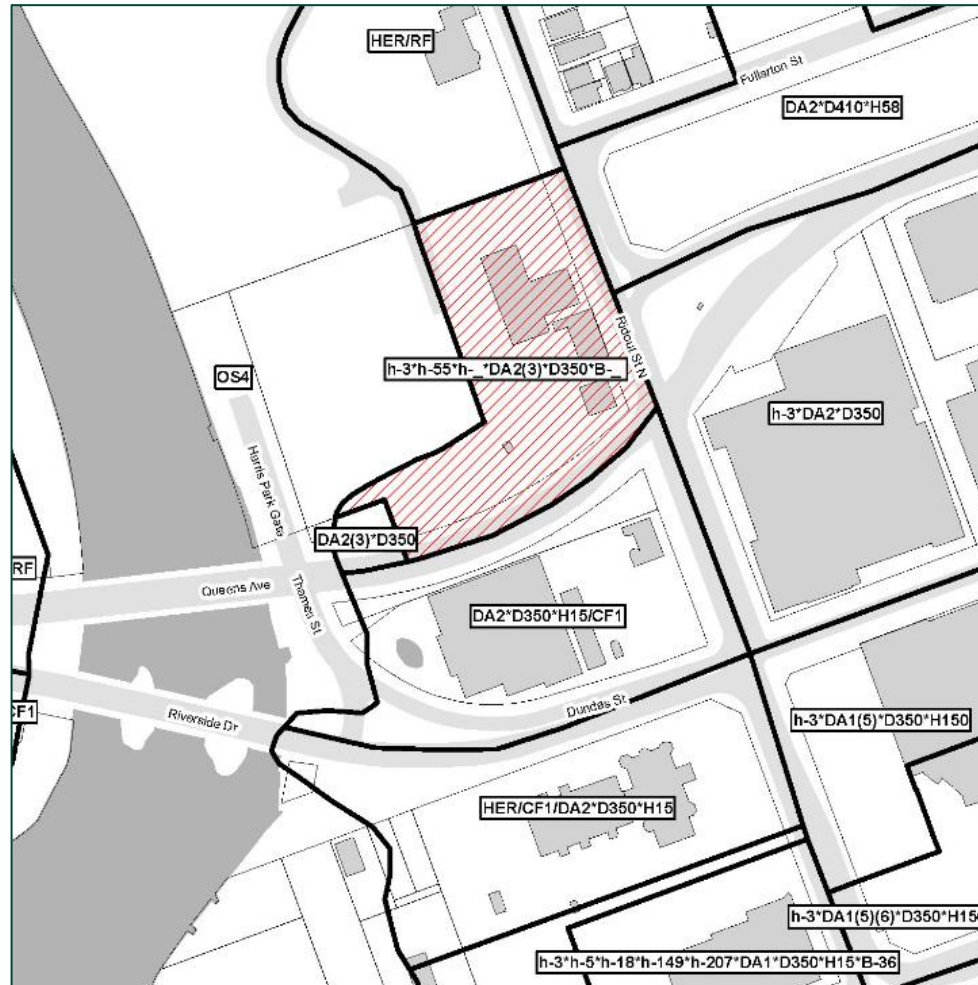 HER/RF
Fullarton St
DA2*D410*H58
Ridout St N
h-3*h-55*h-_*DA2(3)*D350*B-_
OS4
h-3*DA2*D350
Harris Park Gate
DA2(3)*D350
RF
Queens Ave
Thames St
DA2*D350*H15/CF1
Dundas St
CF1
Riverside Dr
h-3*DA1(5)*D350*H150
HER/CF1/DA2*D350*H15
h-3*DA1(5)(6)*D350*H15
h-3*h-5*h-18*h-149*h-207*DA1*D350*H15*B-36